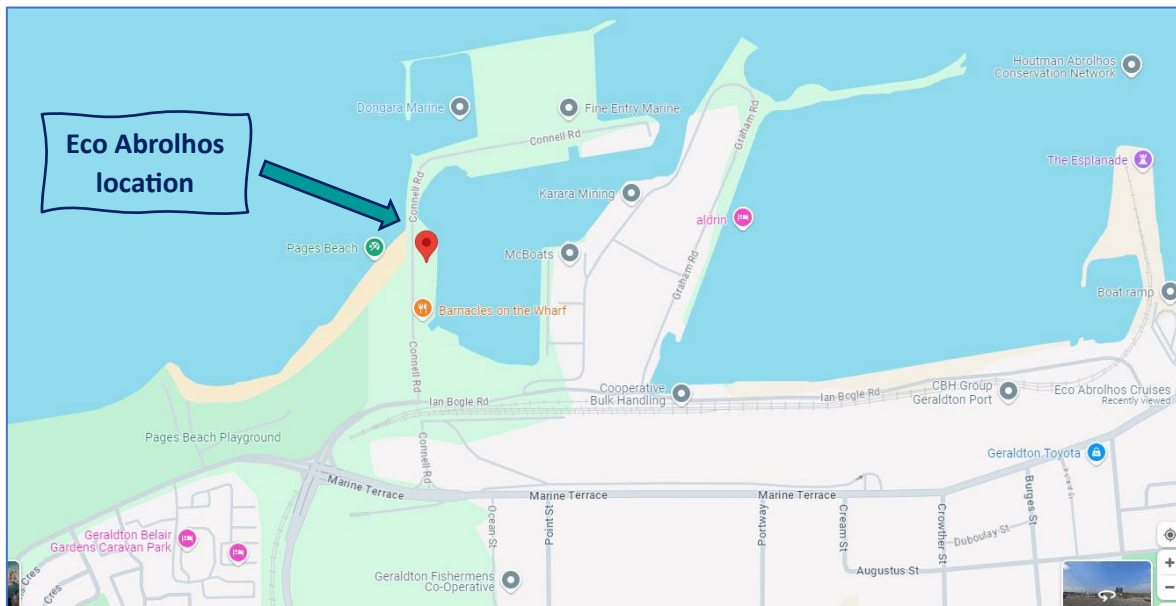 Houtman Abrolhos
Conservation Network
Dongara Marine
Fine Entry Marine
Graham Rd
Connell Rd
Eco Abrolhos
location
The Esplanade
Connell Rd
Karara Mining
aldrin
Pages Beach
McBoats
Graham Rd
Boat ramp
Barnacles on the Wharf
Connell Rd
Cooperative
Bulk Handling
CBH Group
Geraldton Port
Eco Abrolhos Cruises
Recently viewed
Ian Bogle Rd
Ian Bogle Rd
Pages Beach Playground
Connell Rd
Geraldton Toyota
Marine Terrace
Marine Terrace
Marine Terrace
Ocean St
Point St
Portway
Cream St
Crowther St
Burges St
Duboulay St
Geraldton Belair
Gardens Caravan Park
Augustus St
Geraldton Fishermens
Co-Operative
Cres
Cres